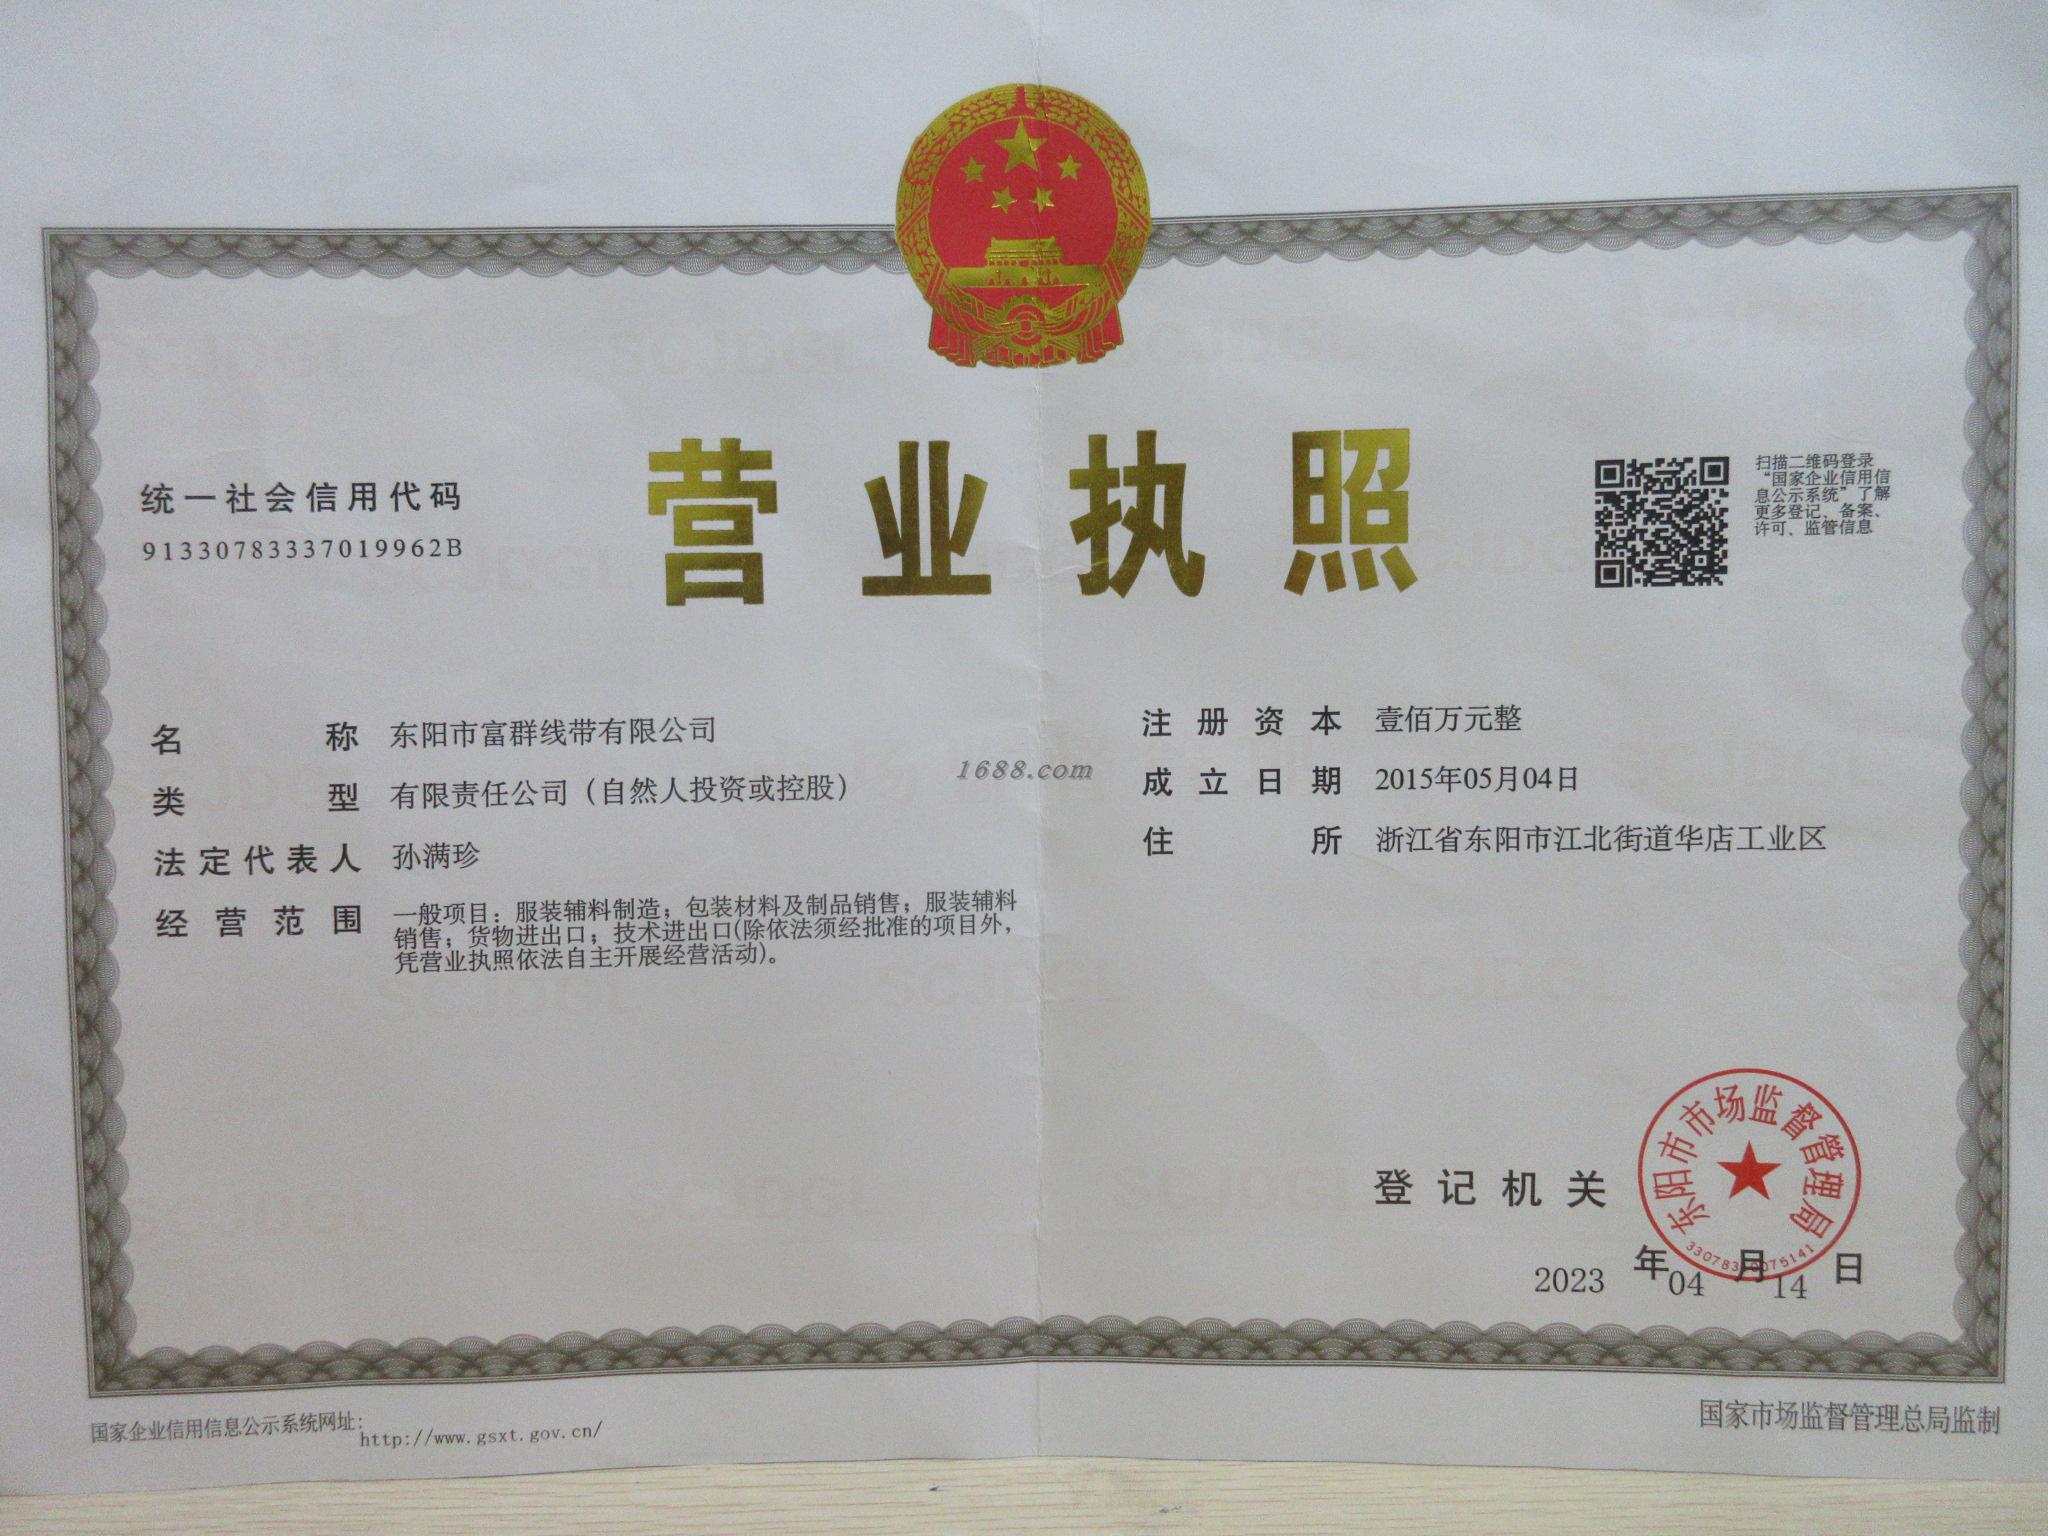 营业执照
统一社会信用代码
91330783337019962B
扫描二维码登录
“国家企业信用信
息公示系统”了解
更多登记、备案、
许可、监管信息
名称 东阳市富群线带有限公司
类型 有限责任公司（自然人投资或控股）
法定代表人 孙满珍
经营范围 一般项目：服装辅料制造；包装材料及制品销售；服装辅料
销售；货物进出口；技术进出口(除依法须经批准的项目外，
凭营业执照依法自主开展经营活动)。
1688.com
注册资本 壹佰万元整
成立日期 2015年05月04日
住所 浙江省东阳市江北街道华店工业区
登记机关
东阳市市场监督管理局
2023年04月14日
国家企业信用信息公示系统网址：http://www.gsxt.gov.cn/
国家市场监督管理总局监制